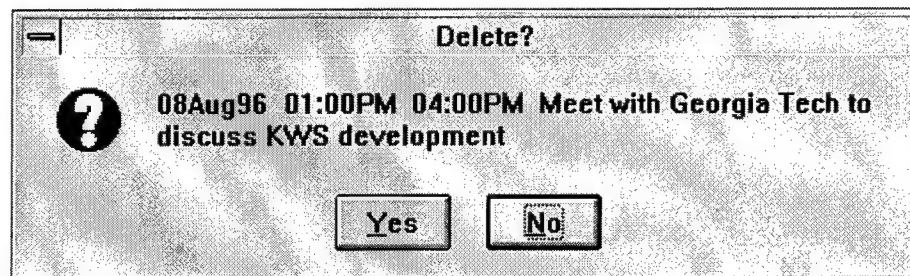 Delete?
08Aug96 01:00PM 04:00PM Meet with Georgia Tech to
discuss KWS development
Yes No